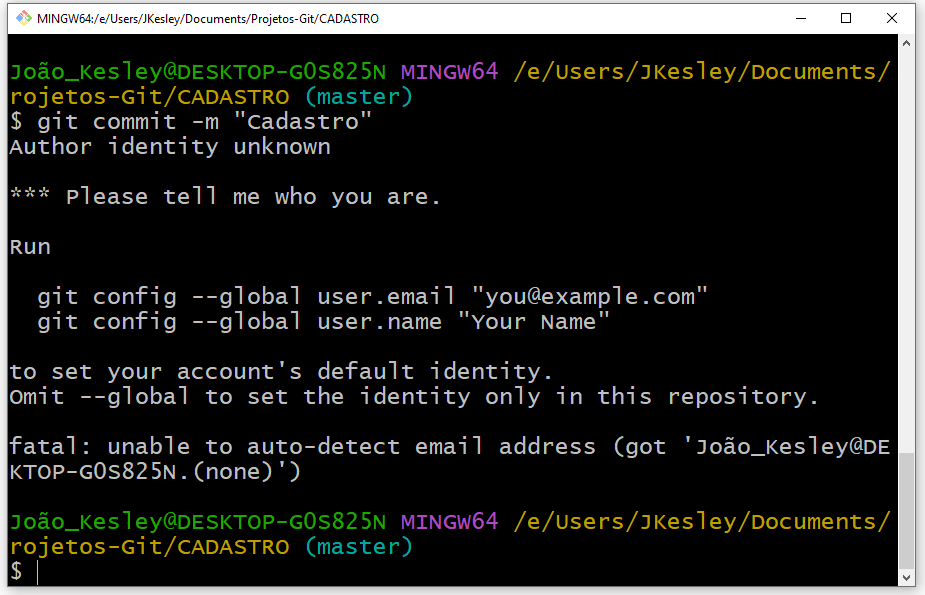 MINGW64:/e/Users/JKesley/Documents/Projetos-Git/CADASTRO
João_Kesley@DESKTOP-G0S825N MINGW64 /e/Users/JKesley/Documents/
rojetos-Git/CADASTRO (master)
$ git commit -m "Cadastro"
Author identity unknown
*** Please tell me who you are.
Run
git config --global user.email "you@example.com"
git config --global user.name "Your Name"
to set your account's default identity.
Omit --global to set the identity only in this repository.
fatal: unable to auto-detect email address (got 'João_Kesley@DE
KTOP-G0S825N.(none)')
João_Kesley@DESKTOP-G0S825N MINGW64 /e/Users/JKesley/Documents/
rojetos-Git/CADASTRO (master)
$